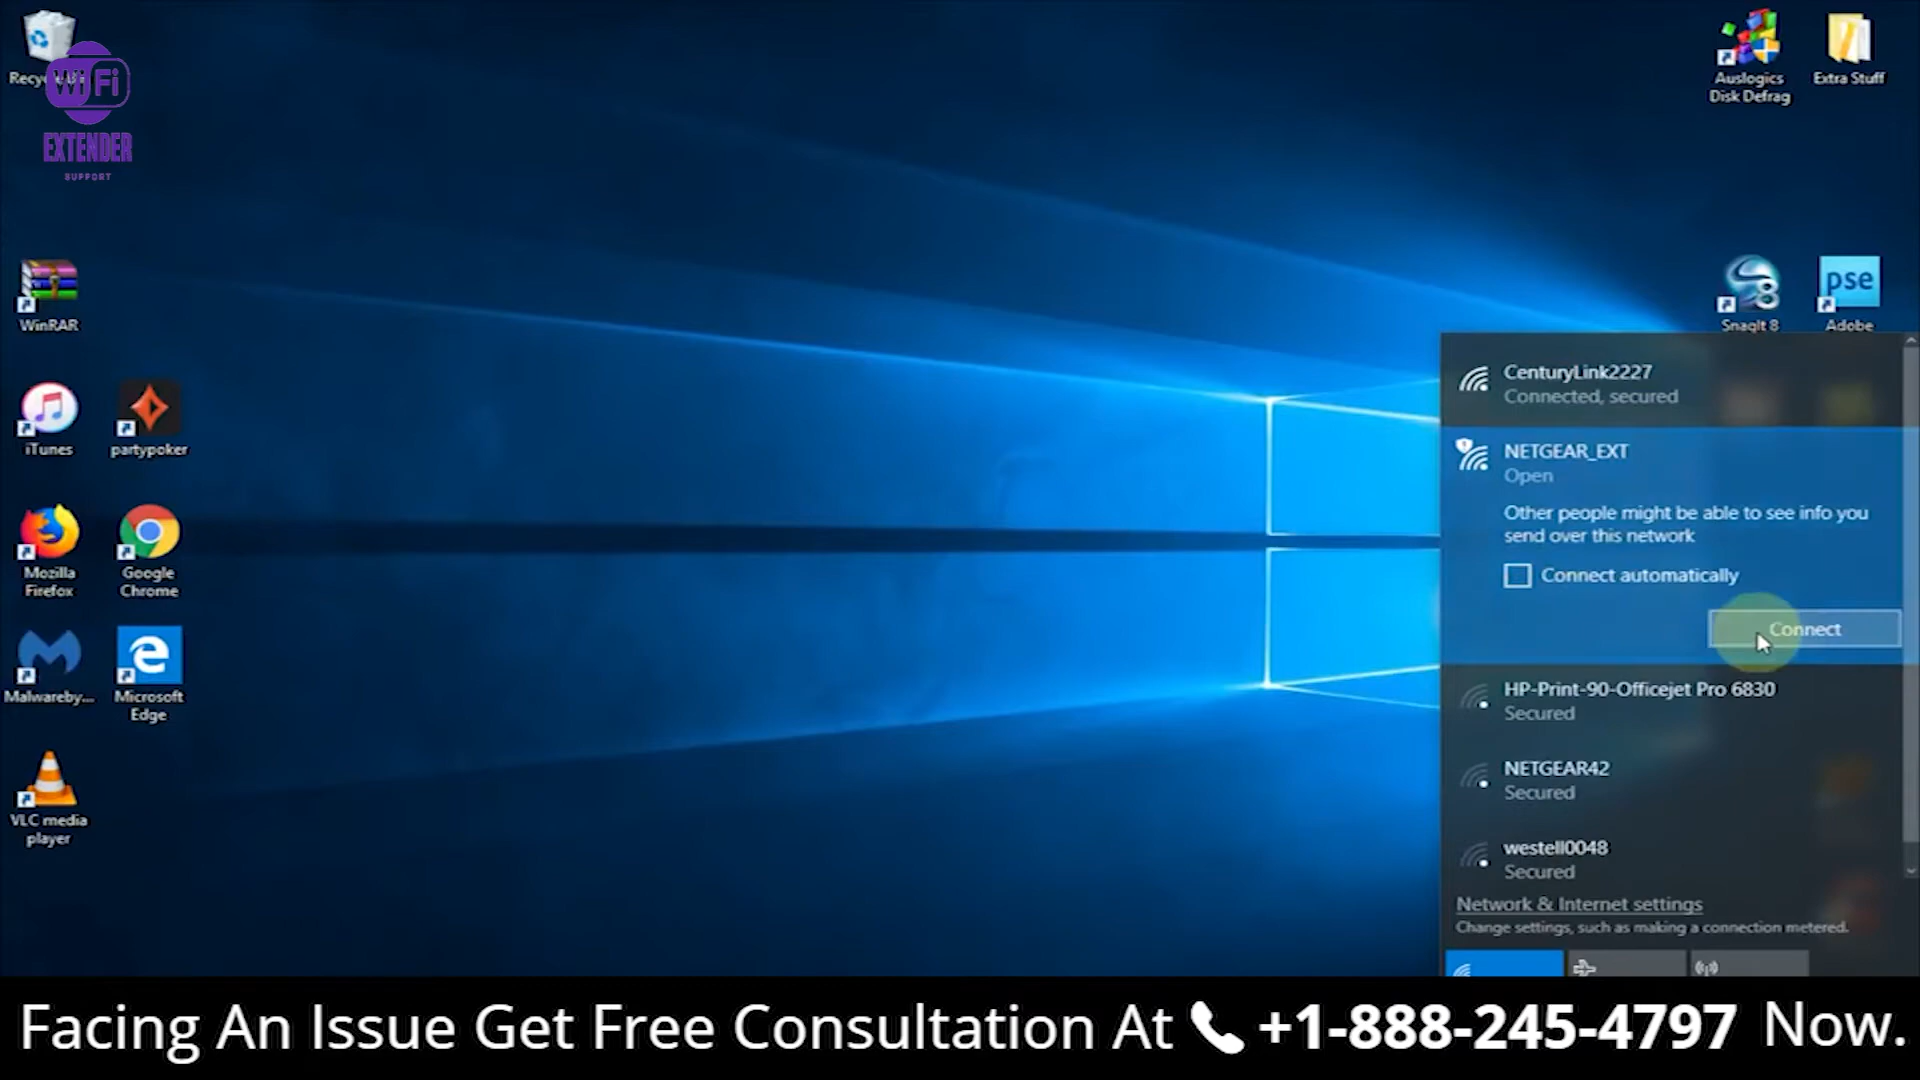 Recycle Bin
WiFi
EXTENDER
SUPPORT
Auslogics
Disk Defrag
Extra Stuff
WinRAR
SnagIt 8
pse
Adobe
iTunes
partypoker
Mozilla
Firefox
Google
Chrome
Malwareby...
Microsoft
Edge
VLC media
player
CenturyLink2227
Connected, secured
NETGEAR_EXT
Open
Other people might be able to see info you
send over this network
Connect automatically
Connect
HP-Print-90-Officejet Pro 6830
Secured
NETGEAR42
Secured
westell0048
Secured
Network & Internet settings
Change settings, such as making a connection metered.
Facing An Issue Get Free Consultation At +1-888-245-4797 Now.